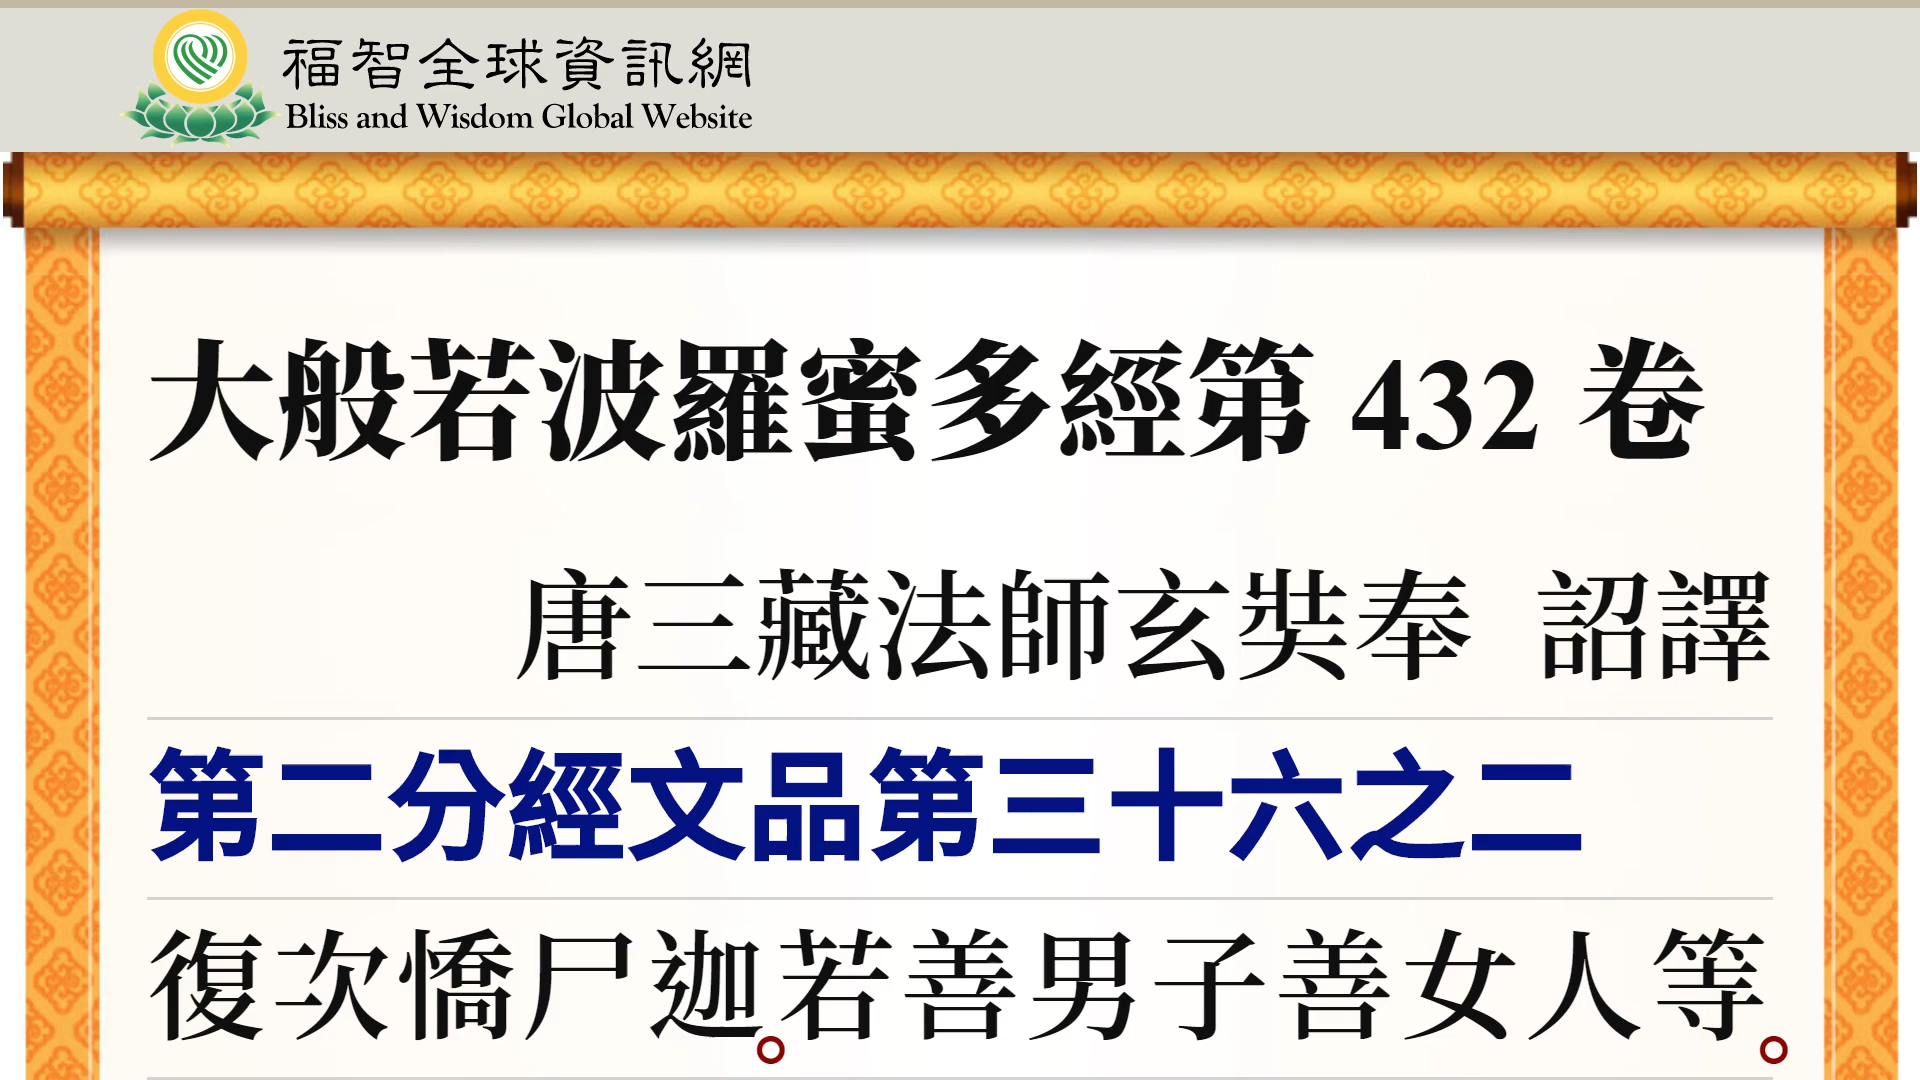 福智全球資訊網
Bliss and Wisdom Global Website
大般若波羅蜜多經第 432 卷
唐三藏法師玄奘奉 詔譯
第二分經文品第三十六之二
復次憍尸迦。若善男子善女人等。